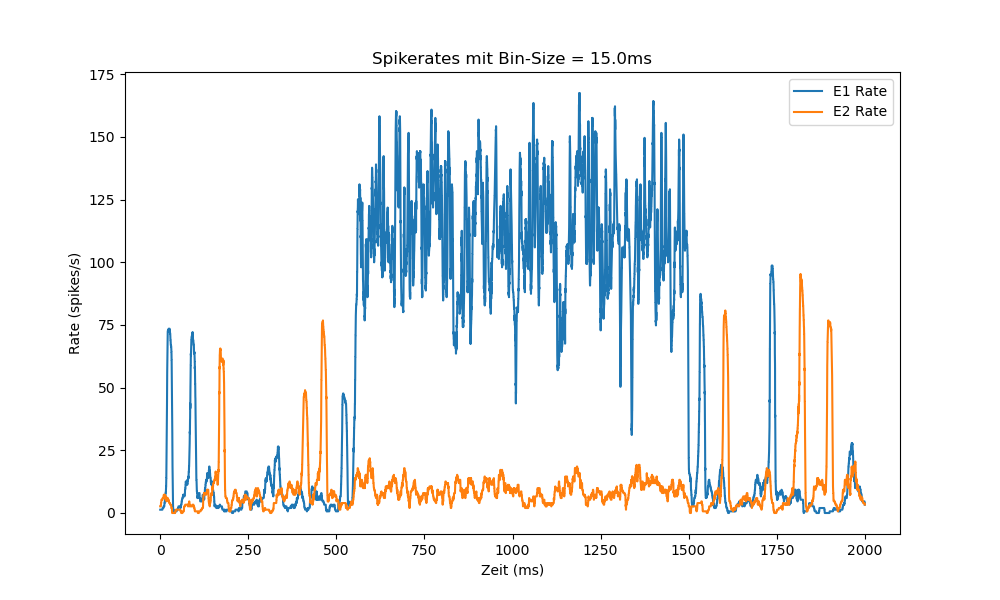 Spikerates mit Bin-Size = 15.0ms
E1 Rate
E2 Rate
175
150
125
100
75
50
25
0
Rate (spikes/s)
0 250 500 750 1000 1250 1500 1750 2000
Zeit (ms)